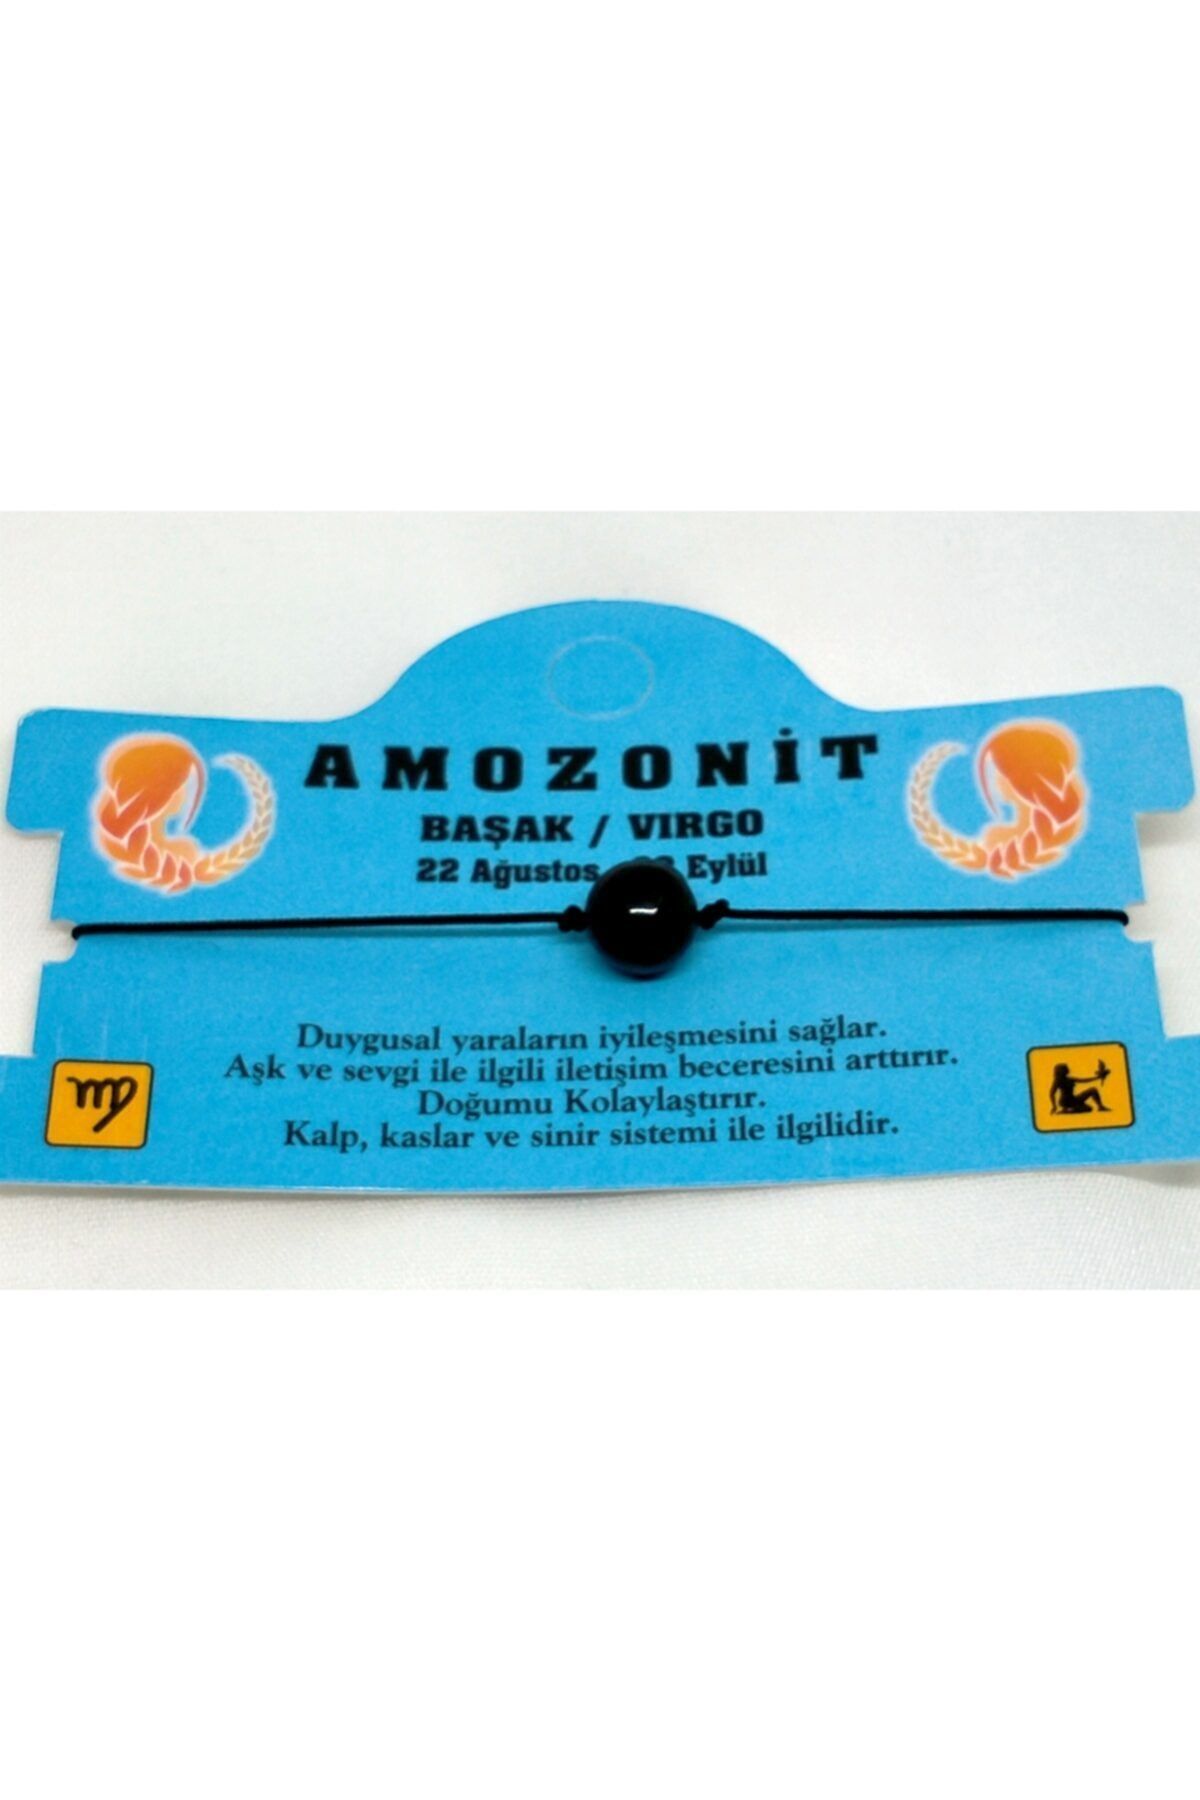 AMOZONİT
BAŞAK / VIRGO
22 Ağustos Eylül
Duygusal yaraların iyileşmesini sağlar.
Aşk ve sevgi ile ilgili iletişim beceresini arttırır.
Doğumu Kolaylaştırır.
Kalp, kaslar ve sinir sistemi ile ilgilidir.